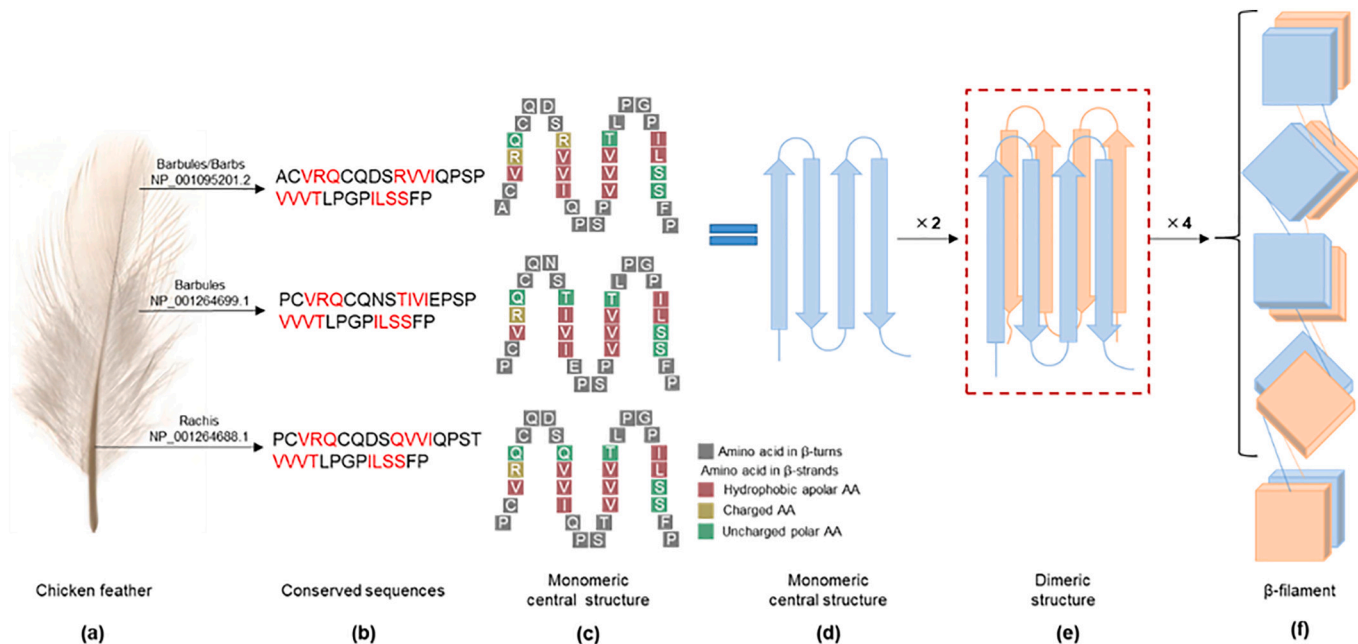 Barbules/Barbs
NP_001095201.2
ACVRQCQDSRVVIQPSP
VVVTLPGPILSSFP
Barbules
NP_001264699.1
PCVRQCQNSTIVIEPSP
VVVTLPGPILSSFP
Rachis
NP_001264688.1
PCVRQCQDSQVVIQPST
VVVTLPGPILSSFP
A C V R Q C Q D S R V V I Q P S P V V V T L P G P I L S S F P
P C V R Q C Q N S T I V I E P S P V V V T L P G P I L S S F P
P C V R Q C Q D S Q V V I Q P S T V V V T L P G P I L S S F P
Amino acid in β-turns
Amino acid in β-strands
Hydrophobic apolar AA
Charged AA
Uncharged polar AA
× 2
× 4
Chicken feather
Conserved sequences
Monomeric
central structure
Monomeric
central structure
Dimeric
structure
β-filament
(a)
(b)
(c)
(d)
(e)
(f)